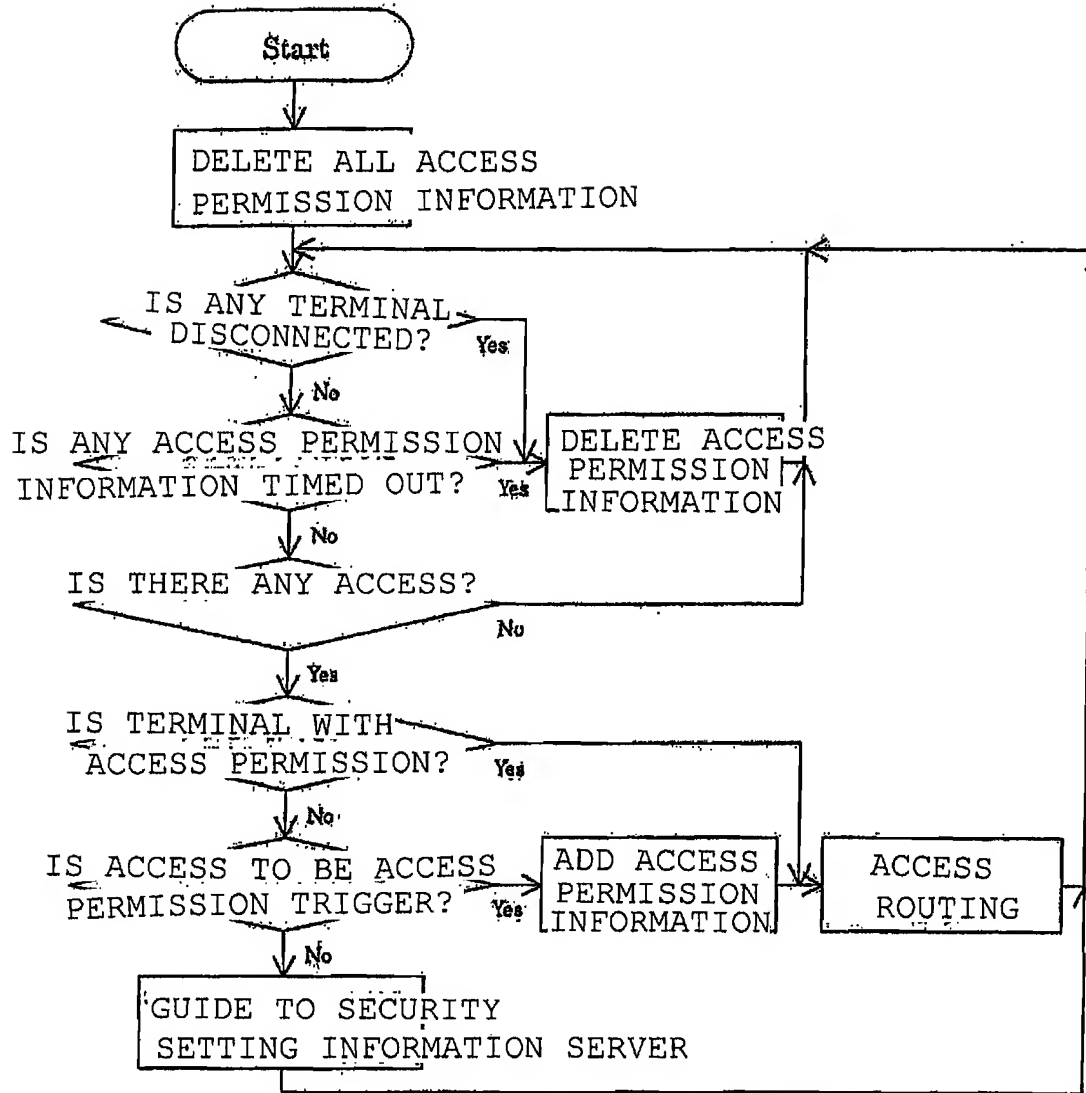 Start
DELETE ALL ACCESS
PERMISSION INFORMATION
IS ANY TERMINAL
DISCONNECTED?
Yes
No
IS ANY ACCESS PERMISSION
INFORMATION TIMED OUT?
Yes
DELETE ACCESS
PERMISSION
INFORMATION
No
IS THERE ANY ACCESS?
No
Yes
IS TERMINAL WITH
ACCESS PERMISSION?
Yes
No
IS ACCESS TO BE ACCESS
PERMISSION TRIGGER?
Yes
ADD ACCESS
PERMISSION
INFORMATION
ACCESS
ROUTING
No
GUIDE TO SECURITY
SETTING INFORMATION SERVER